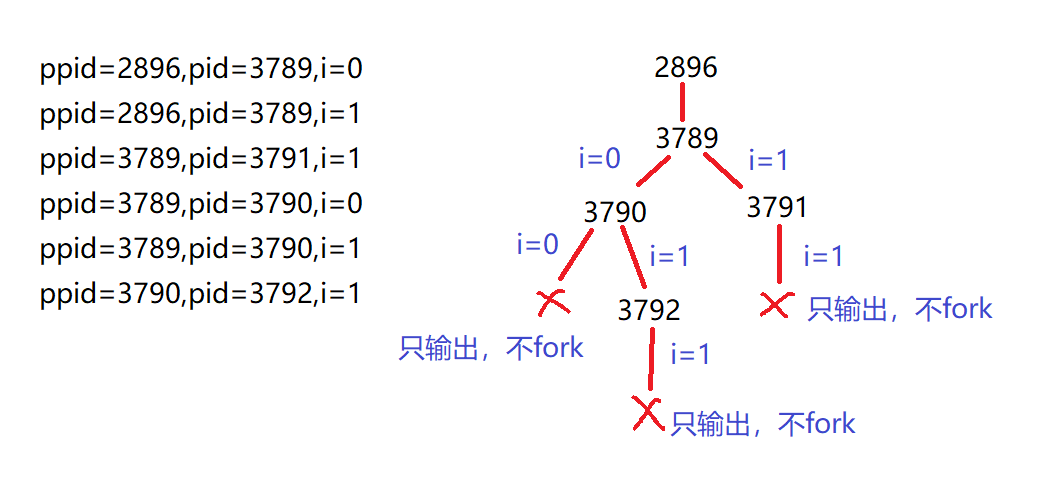 ppid=2896,pid=3789,i=0
ppid=2896,pid=3789,i=1
ppid=3789,pid=3791,i=1
ppid=3789,pid=3790,i=0
ppid=3789,pid=3790,i=1
ppid=3790,pid=3792,i=1
2896
3789
i=0
i=1
3790
3791
i=0
i=1
i=1
3792
只输出，不fork
只输出，不fork
i=1
只输出，不fork